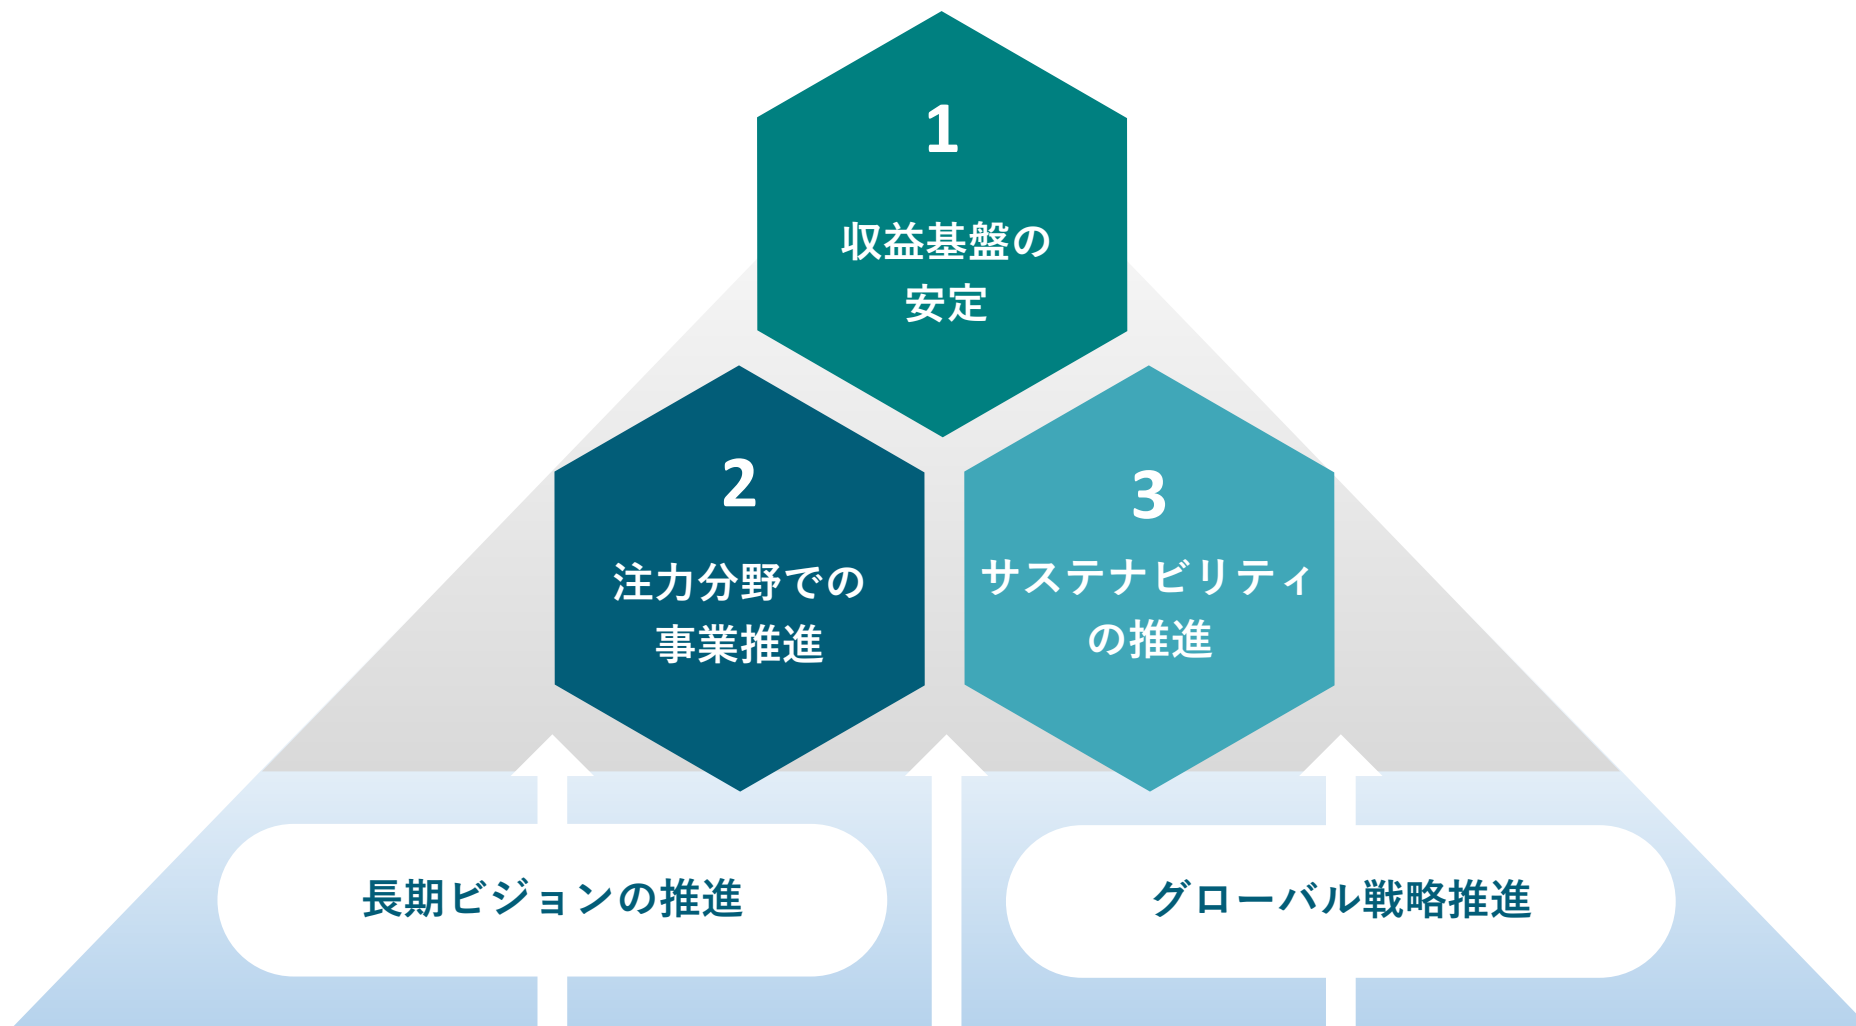 1
収益基盤の
安定
2
注力分野での
事業推進
3
サステナビリティ
の推進
長期ビジョンの推進
グローバル戦略推進